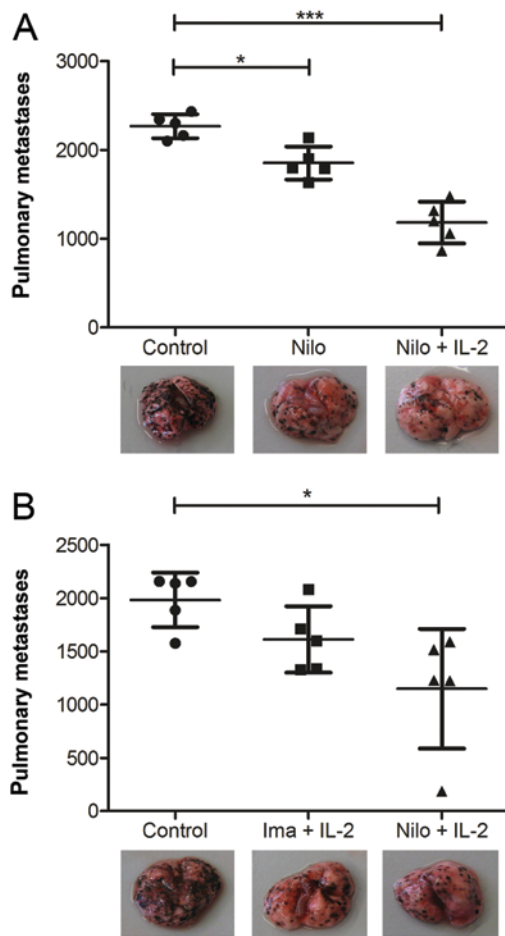 A
***
*
3000
2000
1000
0
Pulmonary metastases
Control Nilo Nilo + IL-2
B
*
2500
2000
1500
1000
500
0
Pulmonary metastases
Control Ima + IL-2 Nilo + IL-2